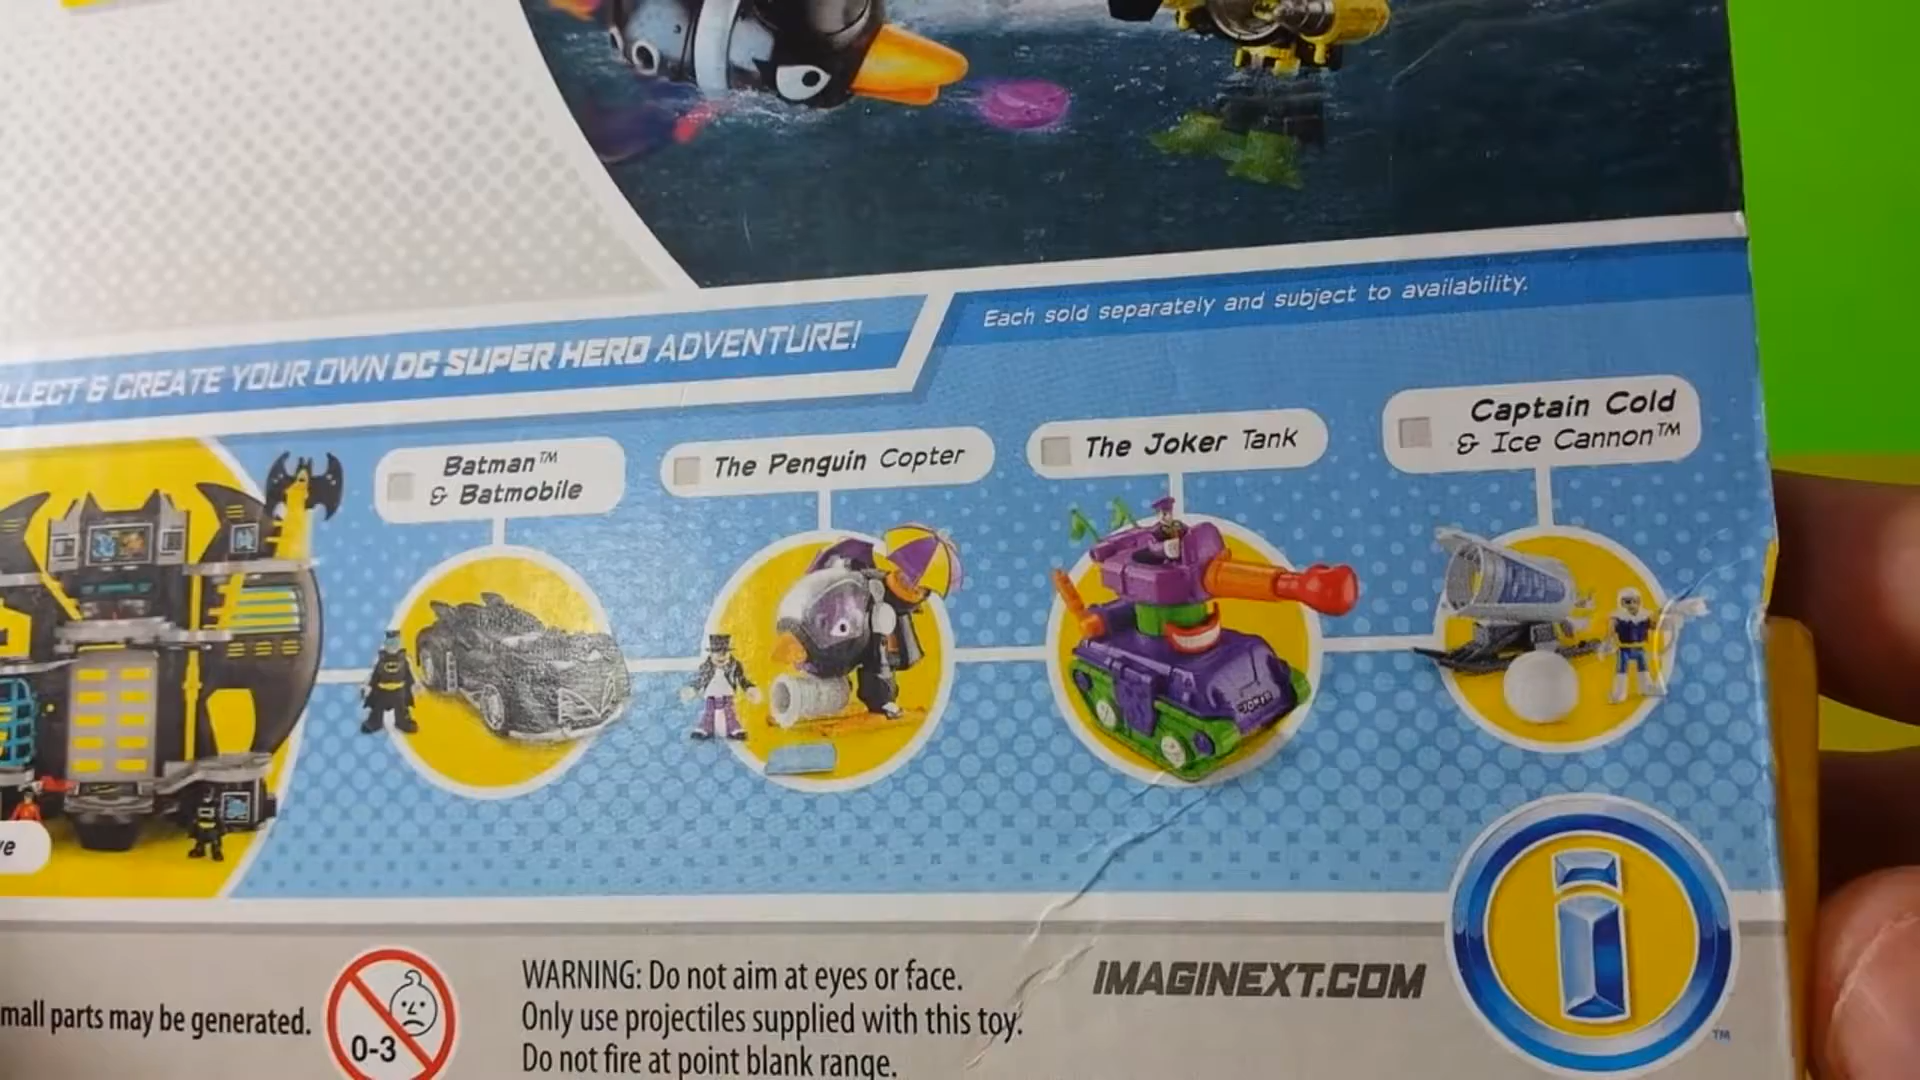 LLECT & CREATE YOUR OWN DC SUPER HERO ADVENTURE!
Each sold separately and subject to availability.
Batman™
& Batmobile
The Penguin Copter
The Joker Tank
Captain Cold
& Ice Cannon™
JOKER
ve
mall parts may be generated.
0-3
WARNING: Do not aim at eyes or face.
Only use projectiles supplied with this toy.
Do not fire at point blank range.
IMAGINEXT.COM
i
™